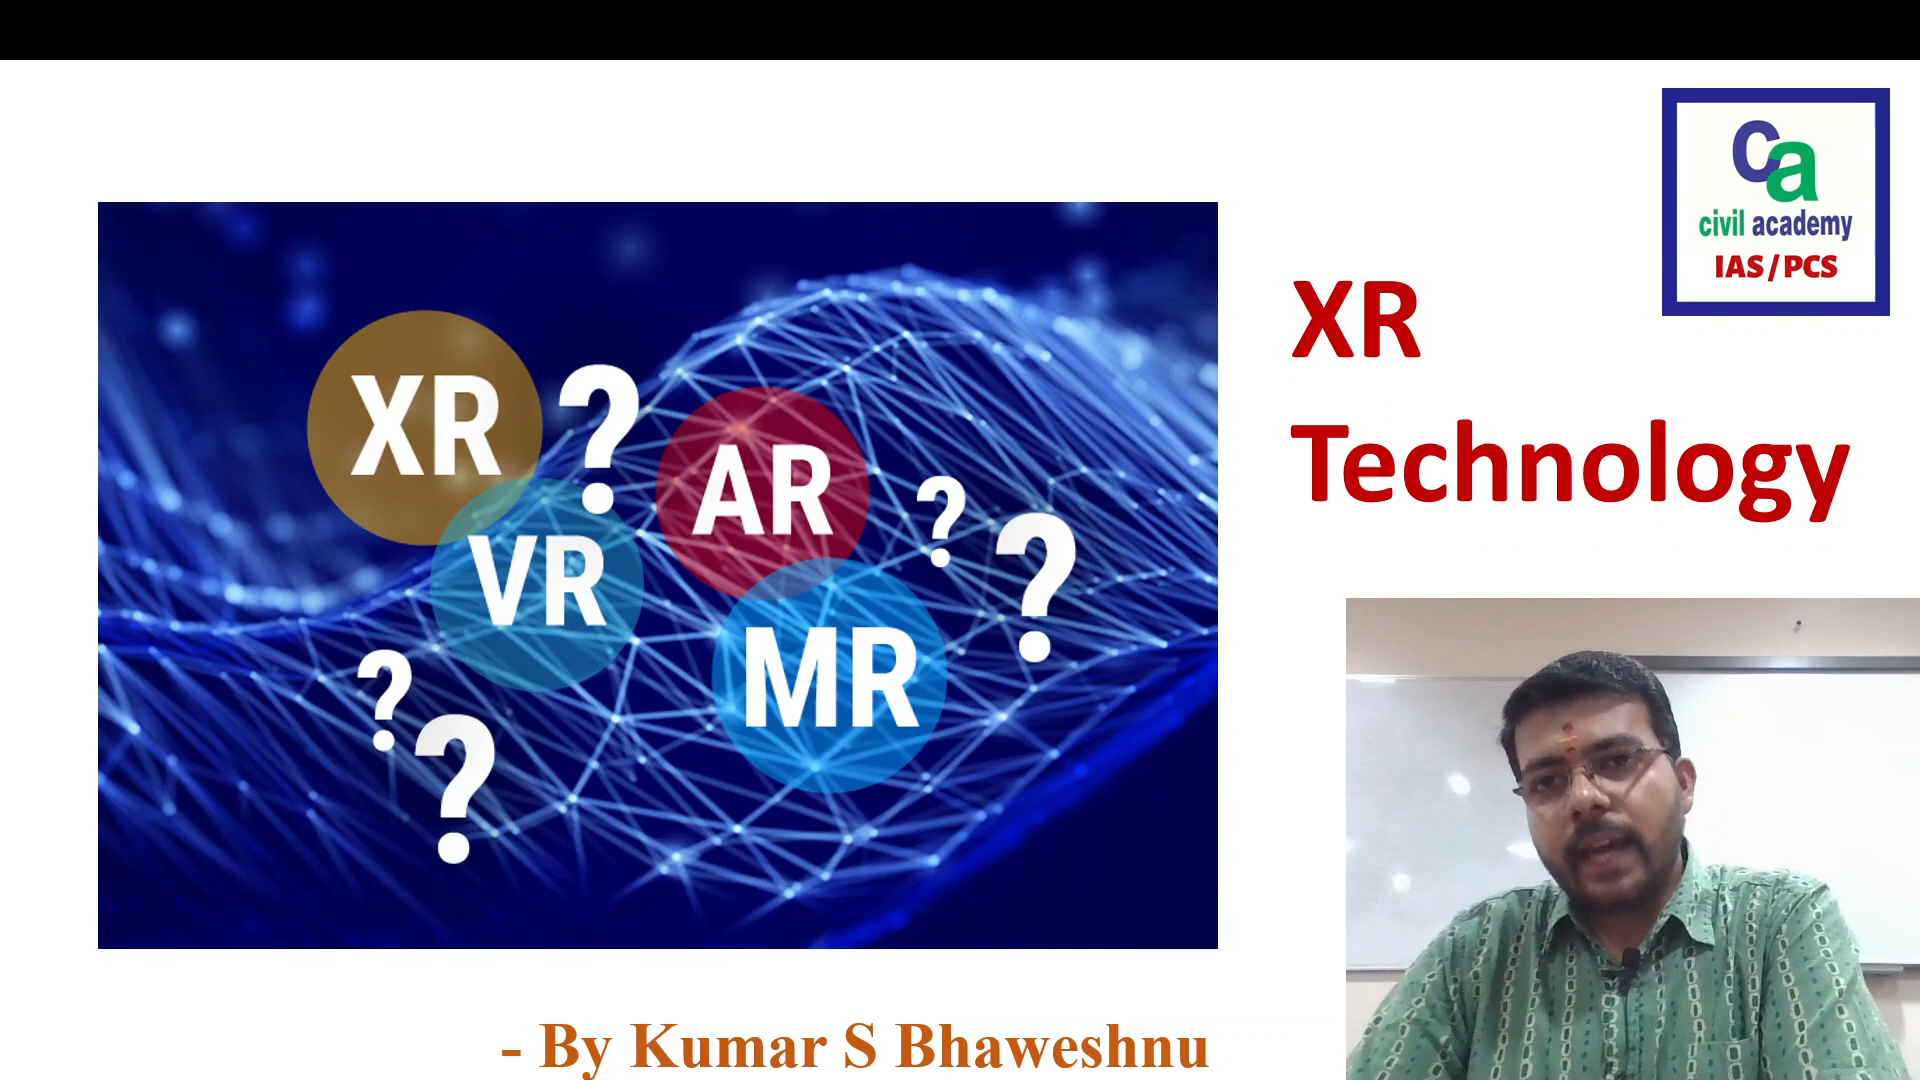 ca
civil academy
IAS/PCS
XR
Technology
XR
?
AR
?
VR
?
MR
?
?
- By Kumar S Bhaweshnu